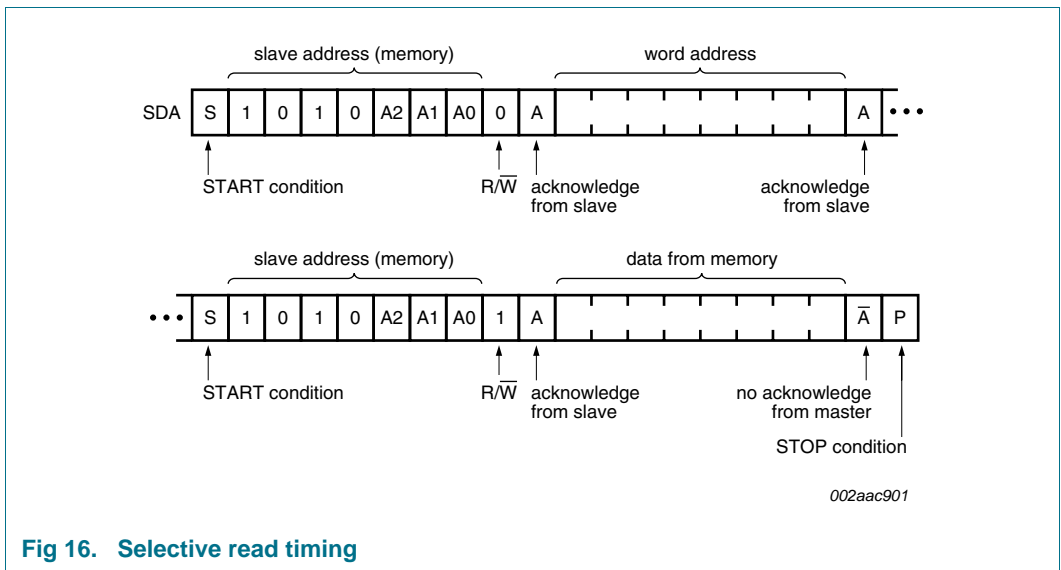 slave address (memory) word address
SDA S 1 0 1 0 A2 A1 A0 0 A A •••
START condition R/W̅ acknowledge from slave acknowledge from slave
slave address (memory) data from memory
••• S 1 0 1 0 A2 A1 A0 1 A A̅ P
START condition R/W̅ acknowledge from slave no acknowledge from master
STOP condition
002aac901
Fig 16. Selective read timing